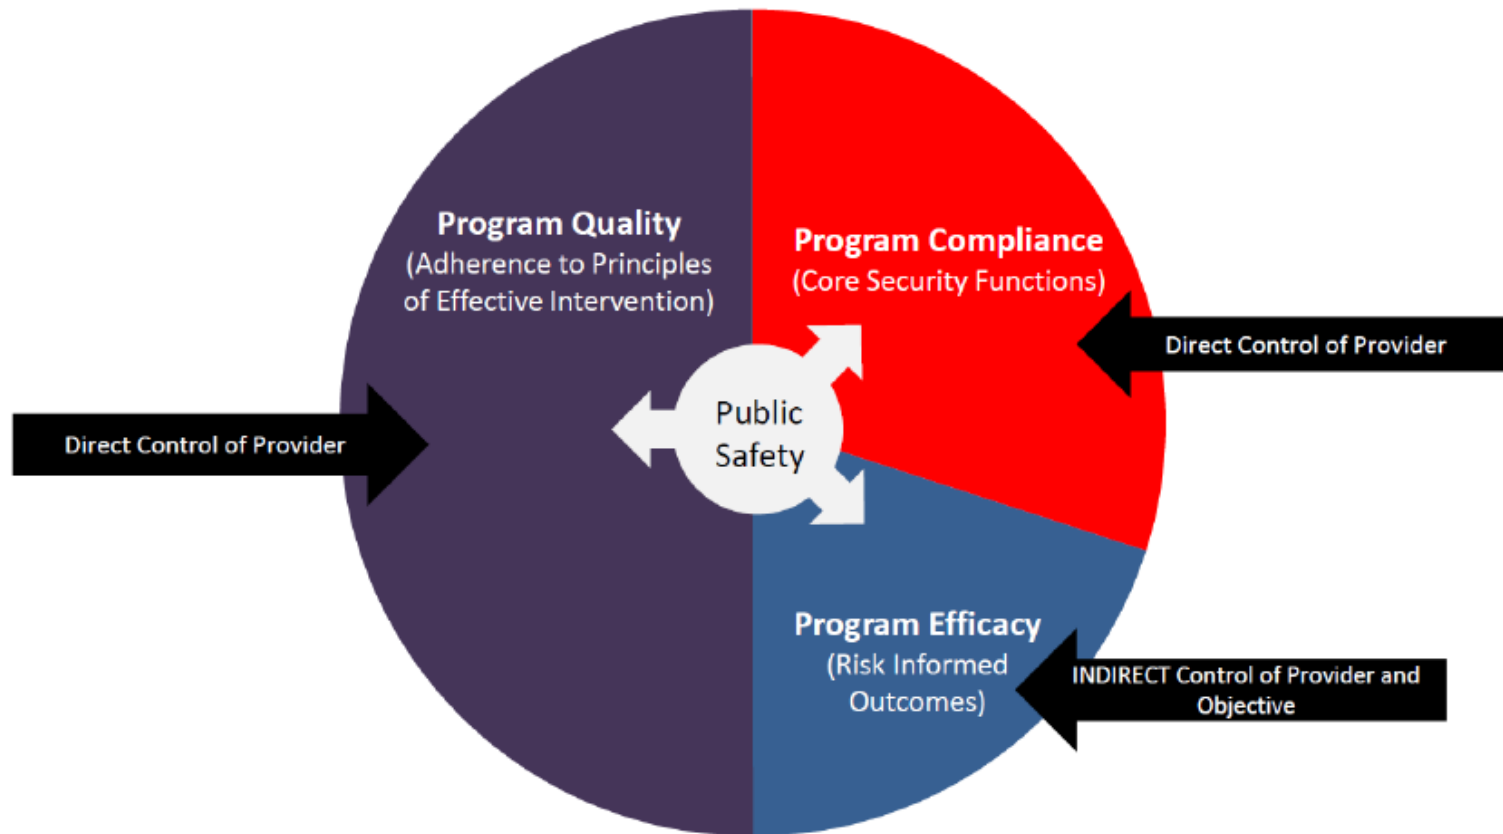 Program Quality
(Adherence to Principles
of Effective Intervention)
Program Compliance
(Core Security Functions)
Direct Control of Provider
Public
Safety
Direct Control of Provider
Program Efficacy
(Risk Informed
Outcomes)
INDIRECT Control of Provider and
Objective